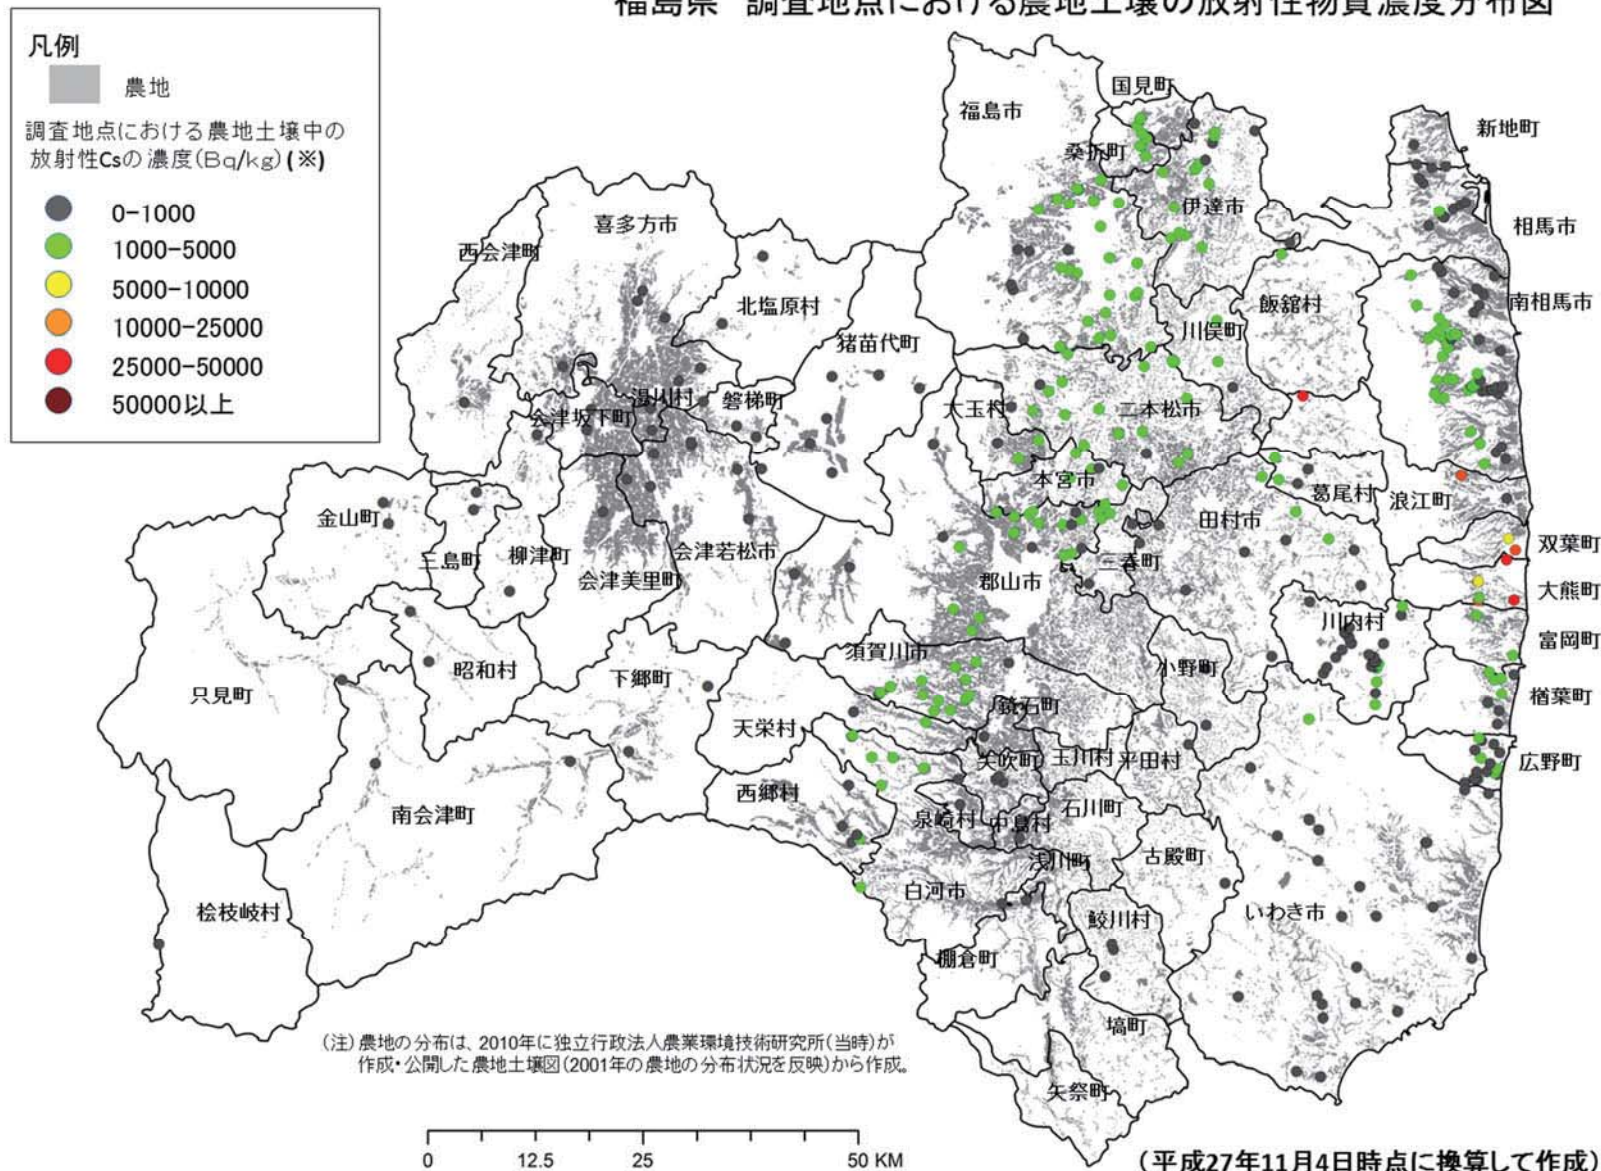 福島県 調査地点における農地土壌の放射性物質濃度分布図
凡例
農地
調査地点における農地土壌中の
放射性Csの濃度(Bq/kg)(※)
0-1000
1000-5000
5000-10000
10000-25000
25000-50000
50000以上
国見町
福島市
桑折町
新地町
伊達市
相馬市
喜多方市
西会津町
北塩原村
飯舘村
南相馬市
川俣町
猪苗代町
湯川村
磐梯町
会津坂下町
大玉村
二本松市
本宮市
葛尾村
浪江町
金山町
田村市
三島町
柳津町
会津若松市
双葉町
会津美里町
郡山市
三春町
大熊町
川内村
富岡町
須賀川市
小野町
昭和村
下郷町
只見町
楢葉町
鏡石町
天栄村
矢吹町
玉川村
平田村
広野町
西郷村
石川町
南会津町
泉崎村
中島村
浅川町
古殿町
白河市
桧枝岐村
鮫川村
いわき市
棚倉町
塙町
矢祭町
(注)農地の分布は、2010年に独立行政法人農業環境技術研究所(当時)が
作成・公開した農地土壌図(2001年の農地の分布状況を反映)から作成。
0 12.5 25 50 KM
(平成27年11月4日時点に換算して作成)